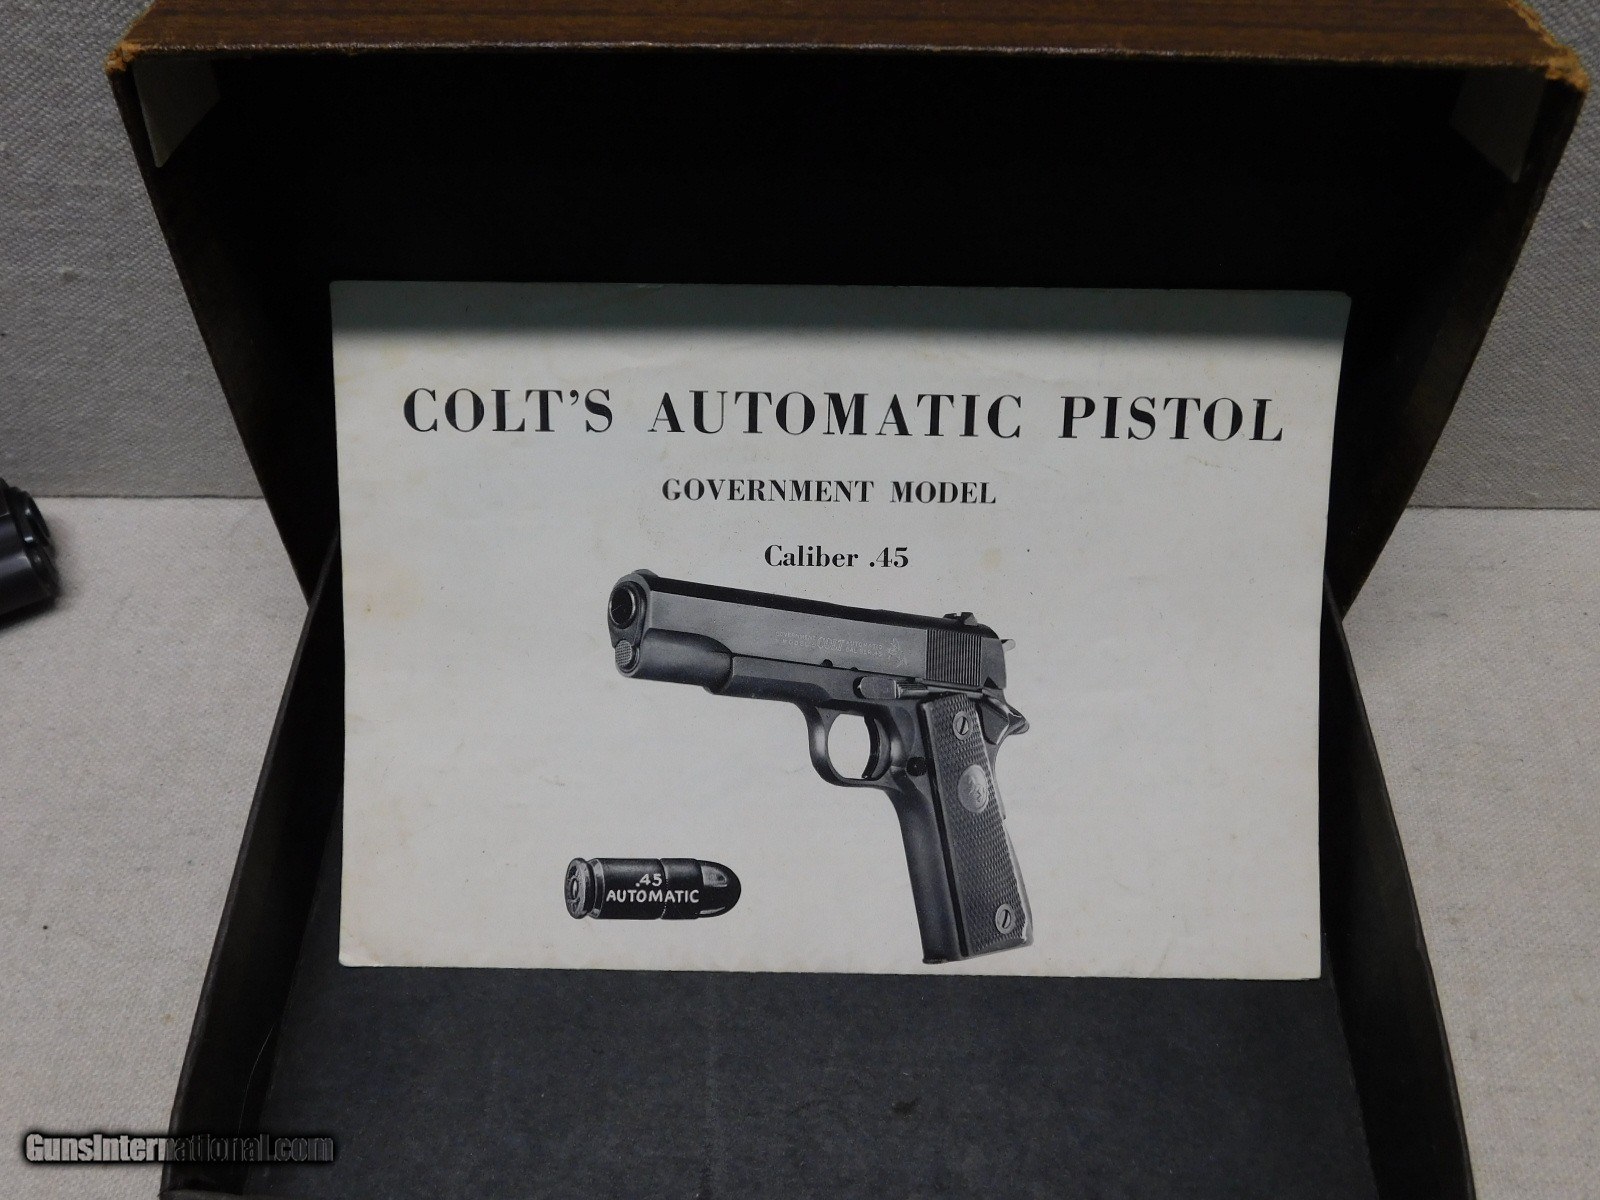 COLT'S AUTOMATIC PISTOL
GOVERNMENT MODEL
Caliber .45
.45
AUTOMATIC
GunsInternational.com